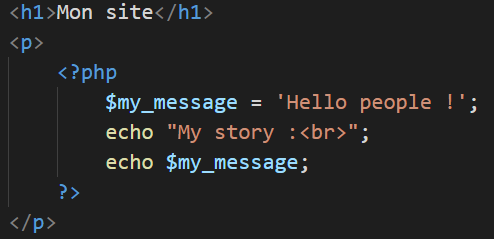 <h1>Mon site</h1>
<p>
<?php
$my_message = 'Hello people !';
echo "My story :<br>";
echo $my_message;
?>
</p>